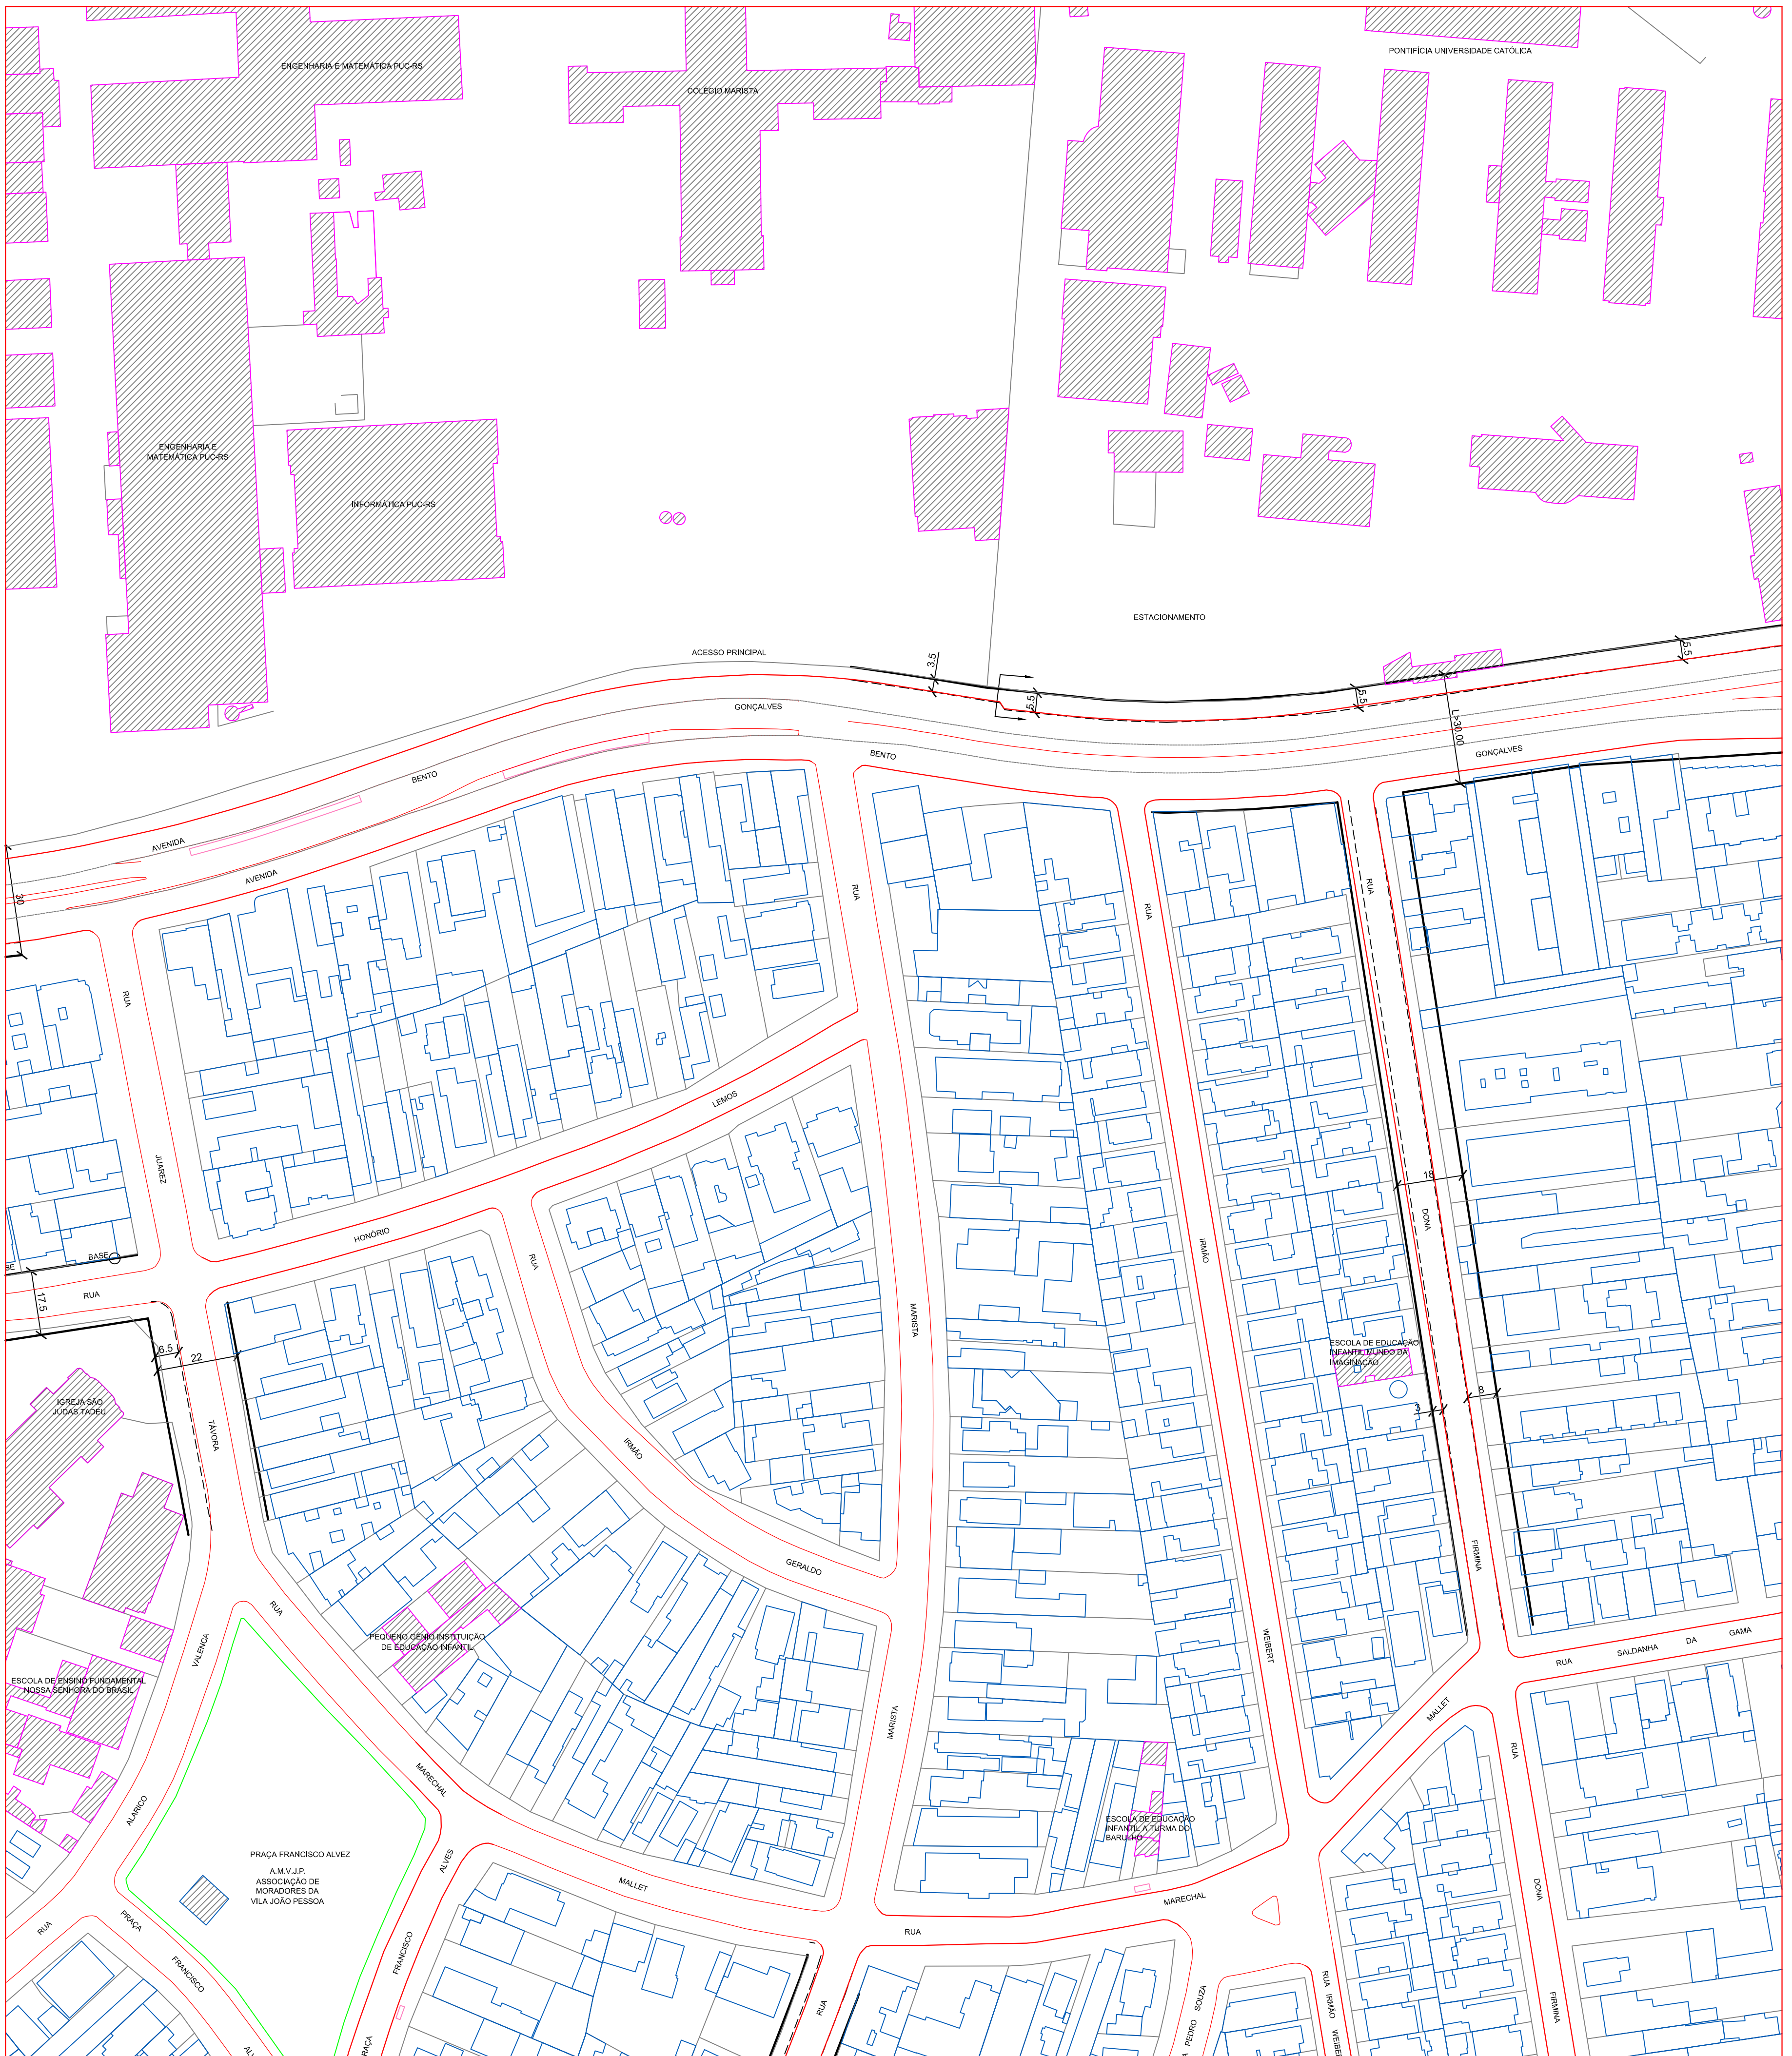 PONTIFÍCIA UNIVERSIDADE CATÓLICA
ENGENHARIA E MATEMÁTICA PUC-RS
COLÉGIO MARISTA
ENGENHARIA E
MATEMÁTICA PUC-RS
INFORMÁTICA PUC-RS
ESTACIONAMENTO
ACESSO PRINCIPAL
3.5
5.5
5.5
5.5
GONÇALVES
L>30.00
BENTO
GONÇALVES
BENTO
AVENIDA
AVENIDA
30
RUA
RUA
RUA
RUA
LEMOS
JUAREZ
18
DONA
HONÓRIO
RUA
IRMÃO
BASE
SE
RUA
17.5
MARISTA
ESCOLA DE EDUCAÇÃO
INFANTIL MUNDO DA
IMAGINAÇÃO
6.5
22
8
3
IGREJA SÃO
JUDAS TADEU
TÁVORA
IRMÃO
GERALDO
FIRMINA
RUA
PEQUENO GÊNIO INSTITUIÇÃO
DE EDUCAÇÃO INFANTIL
VALENCA
WEIBERT
RUA
SALDANHA
DA
GAMA
ESCOLA DE ENSINO FUNDAMENTAL
NOSSA SENHORA DO BRASIL
MALLET
MARISTA
RUA
MARECHAL
ALARICO
ESCOLA DE EDUCAÇÃO
INFANTIL A TURMA DO
BARULHO
PRAÇA FRANCISCO ALVEZ
A.M.V.J.P.
ASSOCIAÇÃO DE
MORADORES DA
VILA JOÃO PESSOA
ALVES
MALLET
MARECHAL
DONA
RUA
PRAÇA
RUA
FRANCISCO
FRANCISCO
RUA
PEDRO
SOUZA
RUA
IRMÃO
WEIBER
FIRMINA
RAÇA